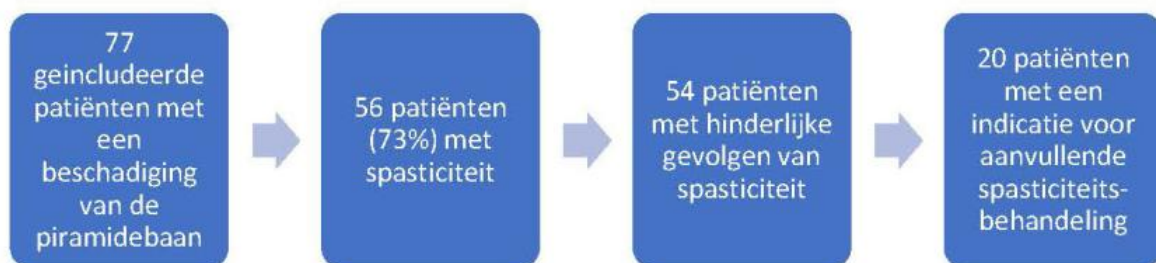 77
geincludeerde
patiënten met
een
beschadiging
van de
piramidebaan
56 patiënten
(73%) met
spasticiteit
54 patiënten
met hinderlijke
gevolgen van
spasticiteit
20 patiënten
met een
indicatie voor
aanvullende
spasticiteits-
behandeling